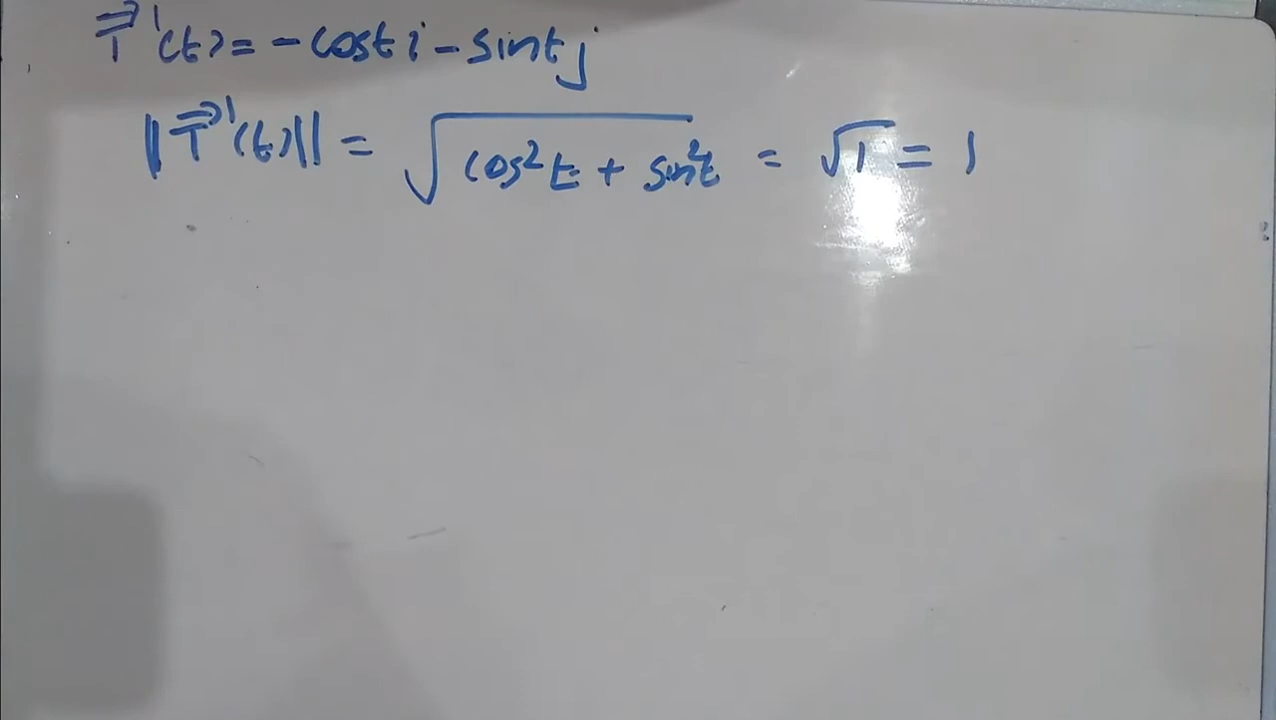 T⃗'(t) = -cost i - sint j
||T⃗'(t)|| = √(cos²t + sin²t) = √1 = 1